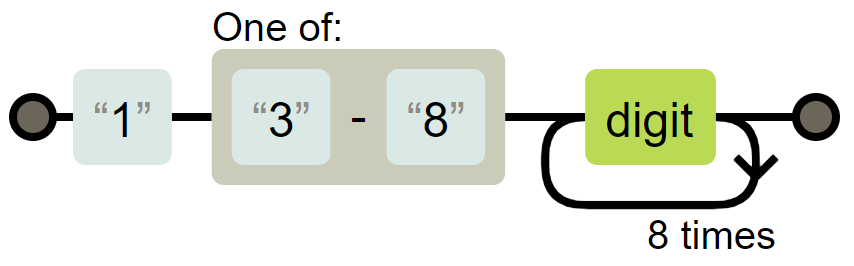 One of:
“1” “3” - “8” digit
8 times